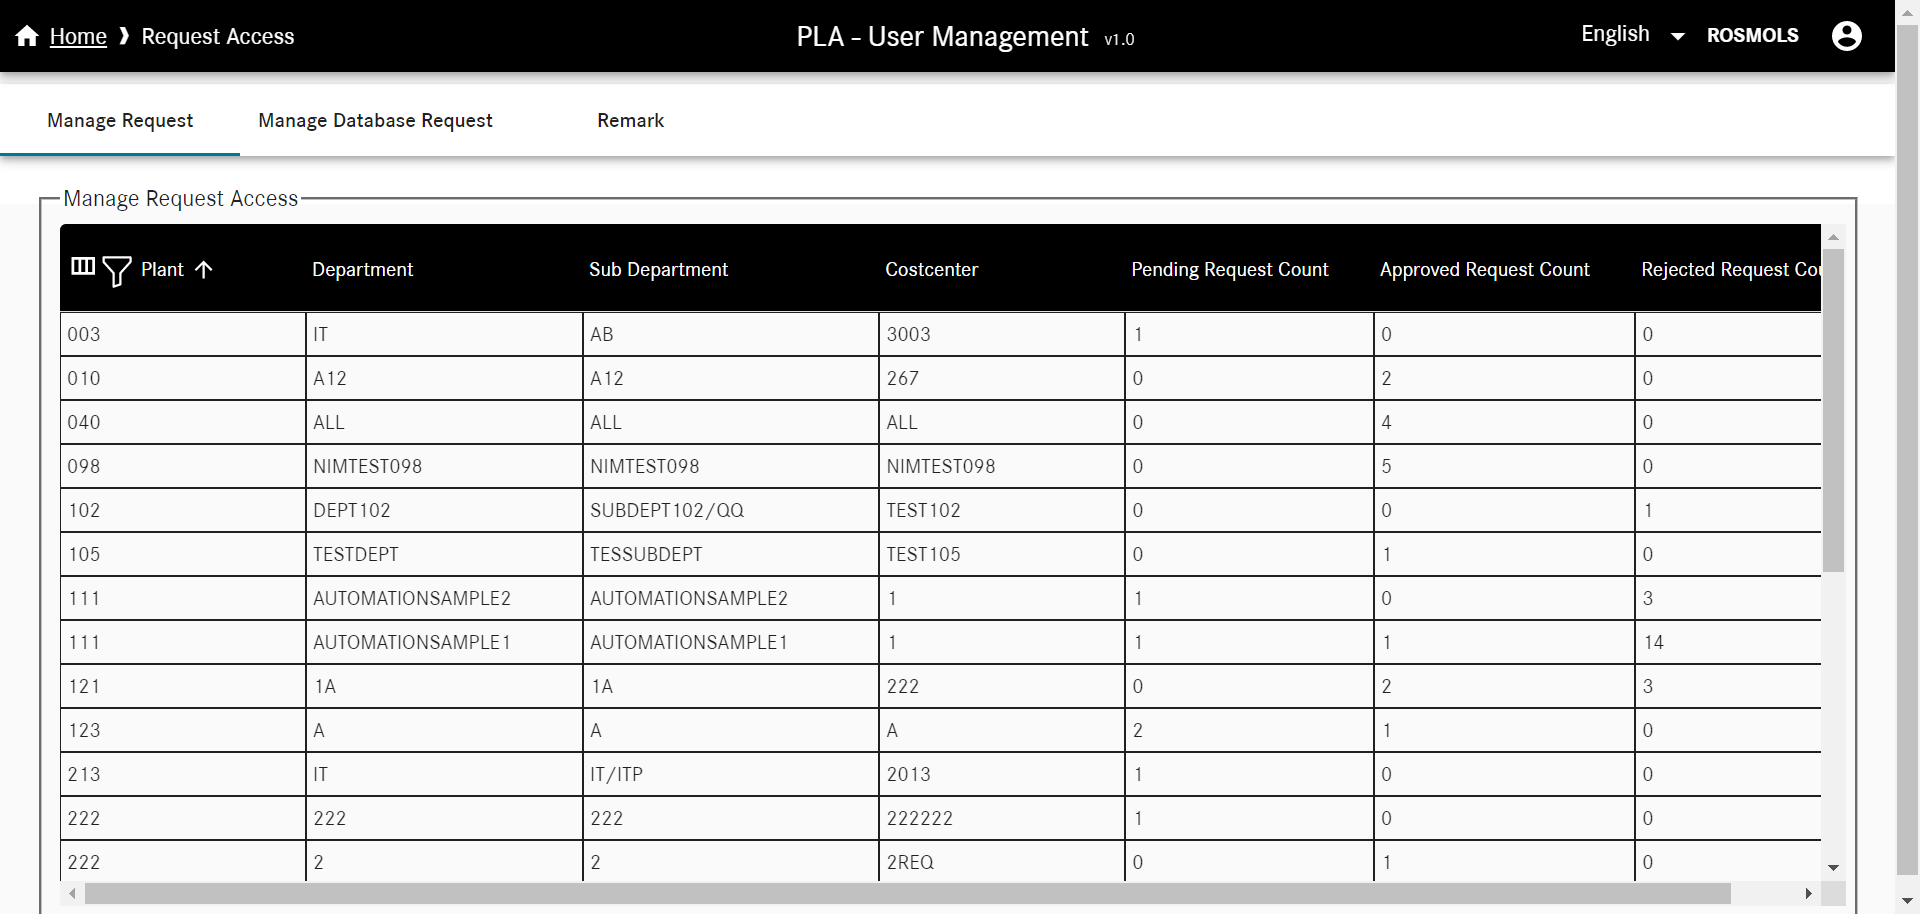 Home ❱ Request Access
PLA - User Management v1.0
English ROSMOLS
Manage Request Manage Database Request Remark
Manage Request Access
Plant Department Sub Department Costcenter Pending Request Count Approved Request Count Rejected Request Cou
003 IT AB 3003 1 0 0
010 A12 A12 267 0 2 0
040 ALL ALL ALL 0 4 0
098 NIMTEST098 NIMTEST098 NIMTEST098 0 5 0
102 DEPT102 SUBDEPT102/QQ TEST102 0 0 1
105 TESTDEPT TESSUBDEPT TEST105 0 1 0
111 AUTOMATIONSAMPLE2 AUTOMATIONSAMPLE2 1 1 0 3
111 AUTOMATIONSAMPLE1 AUTOMATIONSAMPLE1 1 1 1 14
121 1A 1A 222 0 2 3
123 A A A 2 1 0
213 IT IT/ITP 2013 1 0 0
222 222 222 222222 1 0 0
222 2 2 2REQ 0 1 0